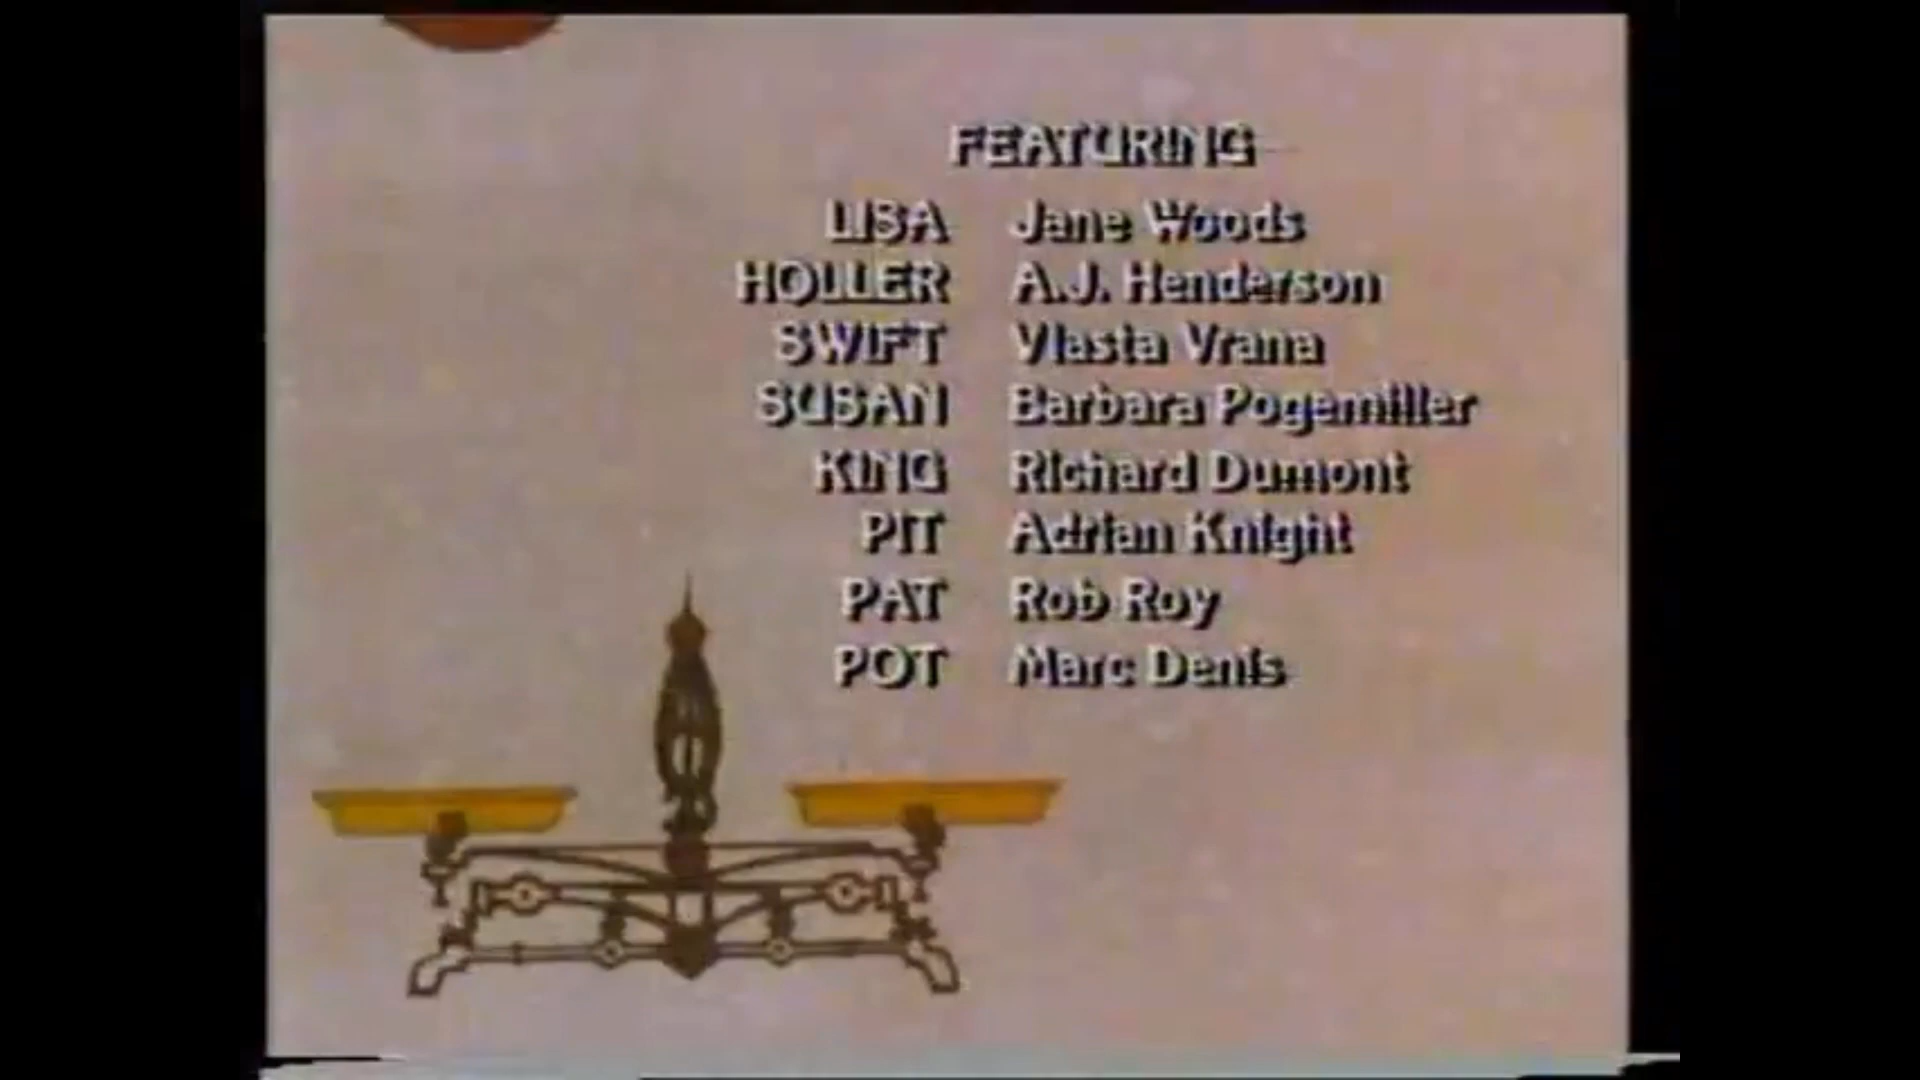 FEATURING
LISA Jane Woods
HOLLER A.J. Henderson
SWIFT Vlasta Vrana
SUSAN Barbara Pogemiller
KING Richard Dumont
PIT Adrian Knight
PAT Rob Roy
POT Marc Denis